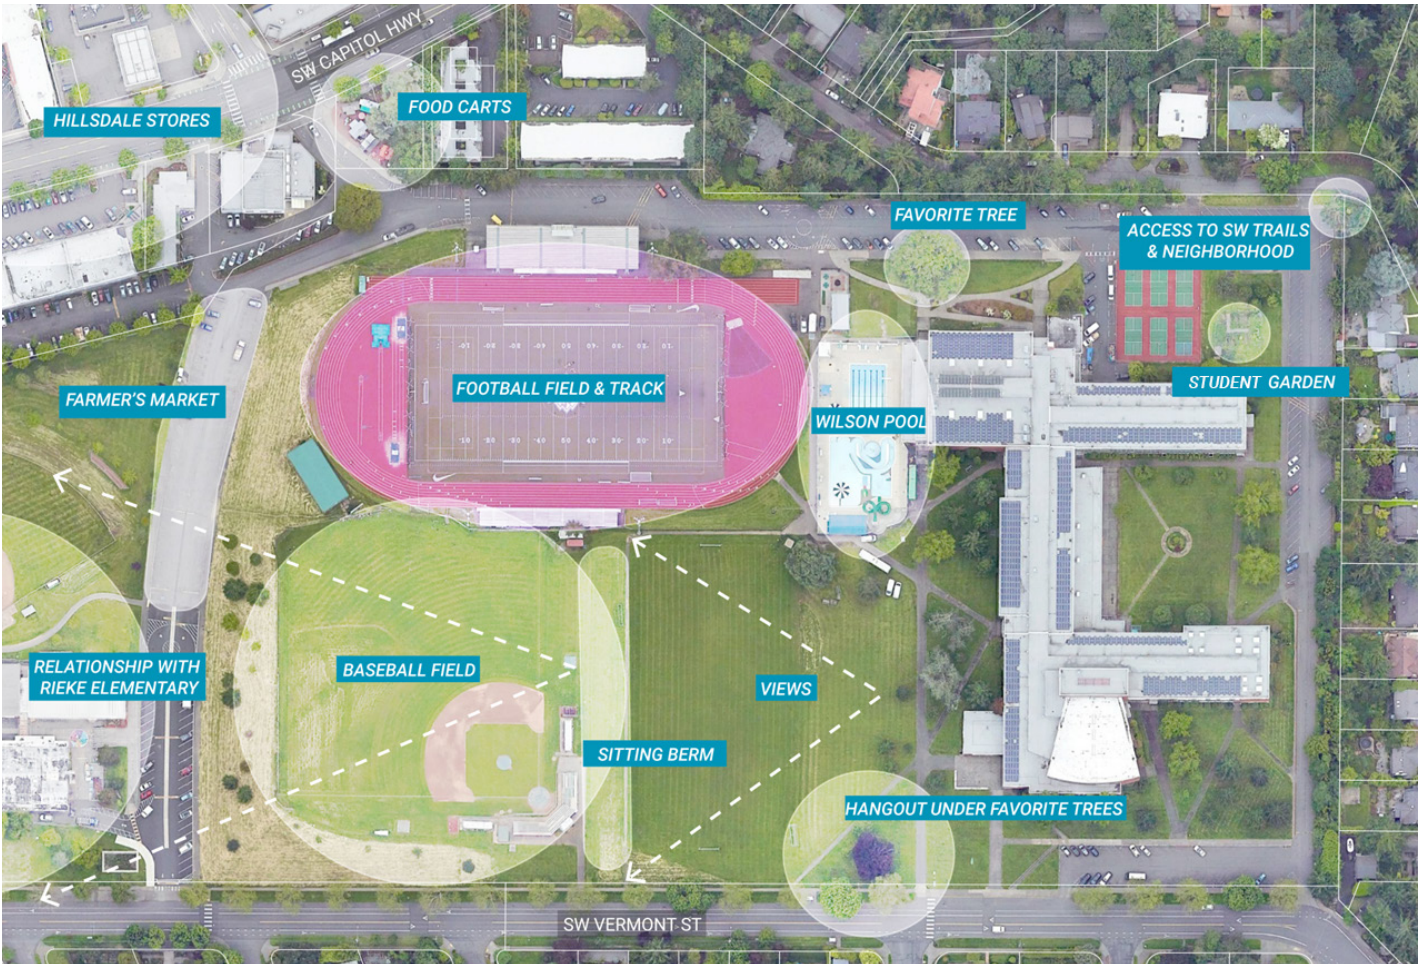 SW CAPITOL HWY
FOOD CARTS
HILLSDALE STORES
FAVORITE TREE
ACCESS TO SW TRAILS
& NEIGHBORHOOD
FARMER'S MARKET
FOOTBALL FIELD & TRACK
STUDENT GARDEN
WILSON POOL
RELATIONSHIP WITH
RIEKE ELEMENTARY
BASEBALL FIELD
VIEWS
SITTING BERM
HANGOUT UNDER FAVORITE TREES
SW VERMONT ST